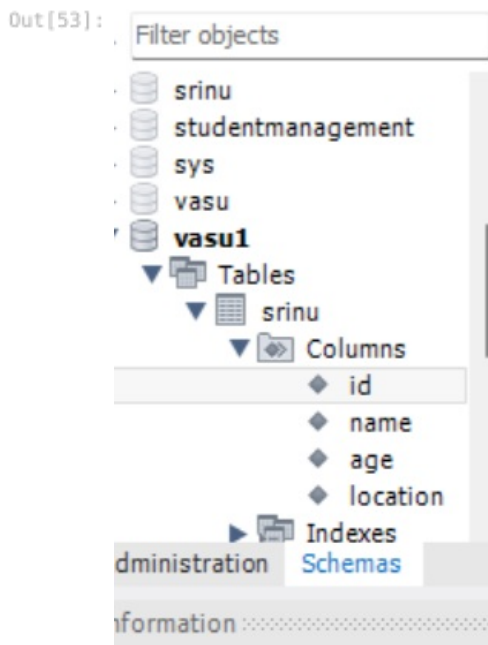 Out[53]:
Filter objects
srinu
studentmanagement
sys
vasu
vasu1
Tables
srinu
Columns
id
name
age
location
Indexes
dministration Schemas
nformation